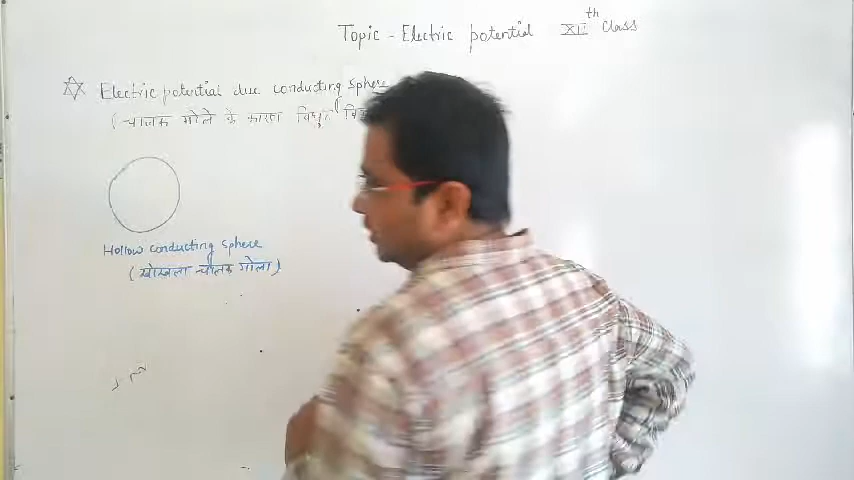 Topic - Electric potential XII th Class
Electric potential due conducting Sphere
(चालक गोले के कारण विद्युत
Hollow conducting Sphere
(खोखला चालक गोला)